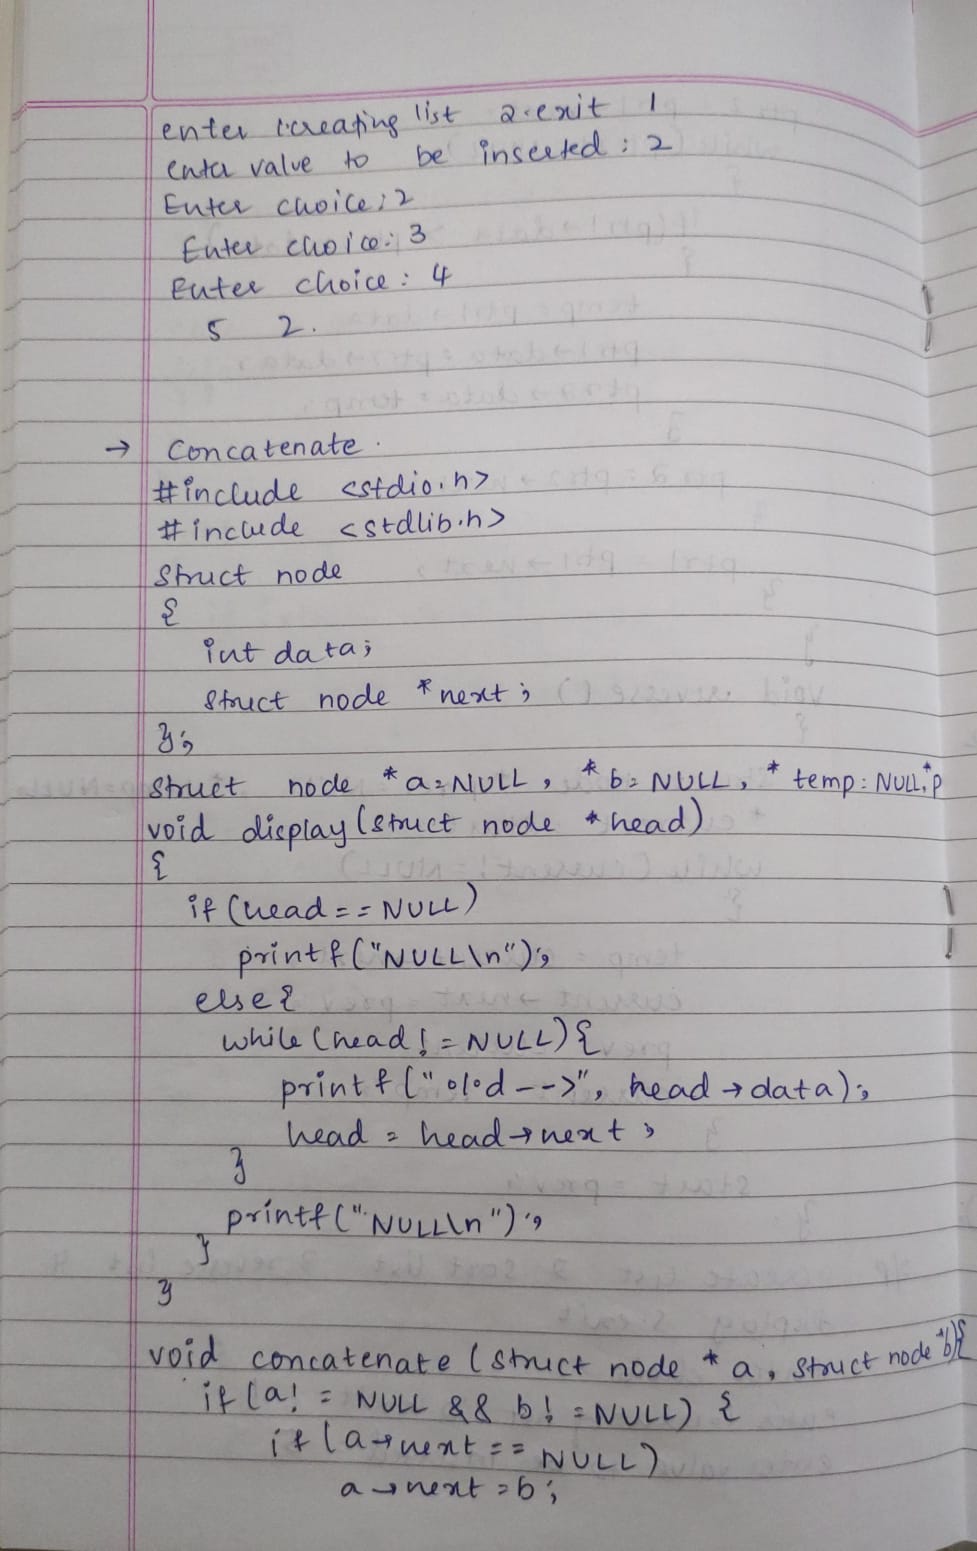 enter 1.creating list 2.exit 1
enter value to be inserted : 2
Enter choice : 2
Enter choice : 3
Enter choice : 4
5 2.
→ Concatenate.
#include <stdio.h>
#include <stdlib.h>
struct node
{
int data;
struct node *next;
};
struct node *a=NULL, *b=NULL, *temp=NULL, *p
void display(struct node *head)
{
if(head==NULL)
printf("NULL\n");
else{
while(head!=NULL){
printf("%d-->", head→data);
head = head→next;
}
printf("NULL\n");
}
}
void concatenate(struct node *a, struct node *b){
if(a!=NULL && b!=NULL) {
if(a→next==NULL)
a→next=b;